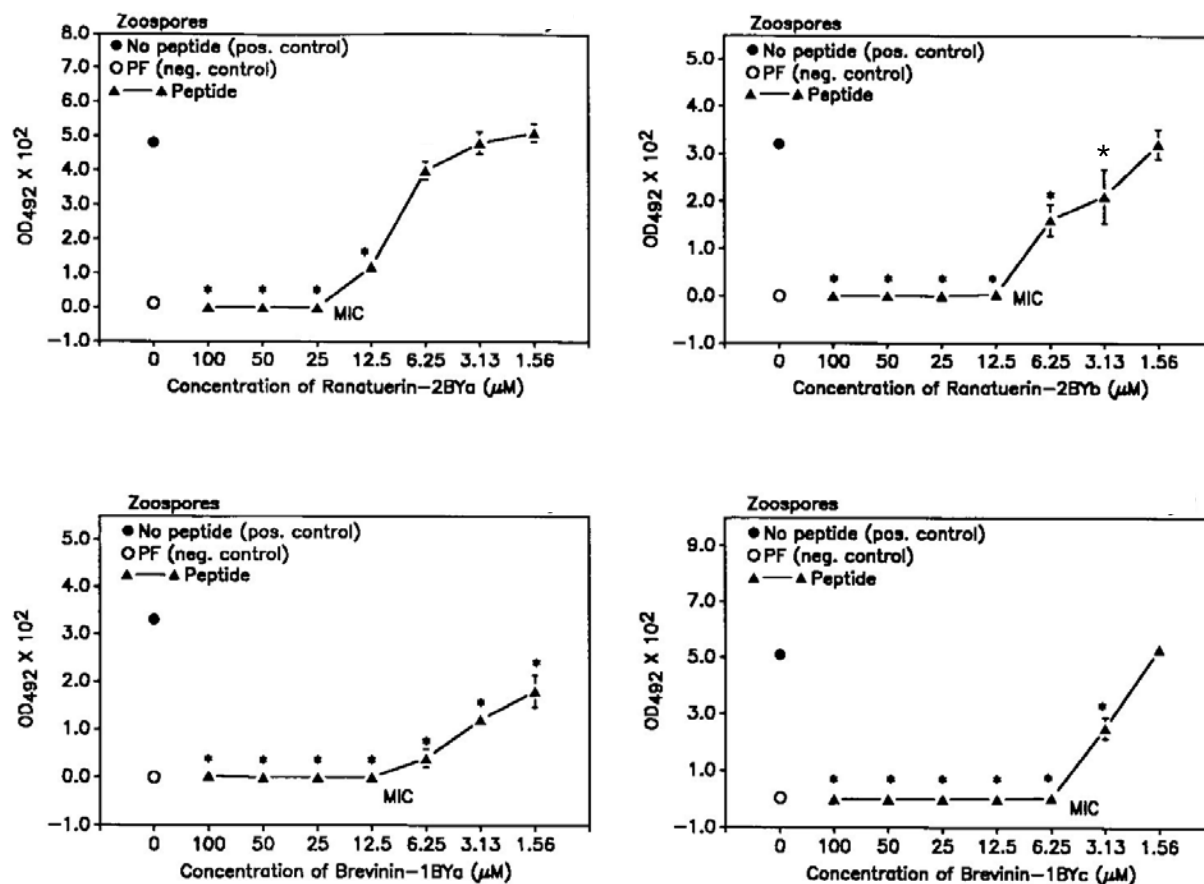 Zoospores
● No peptide (pos. control)
○ PF (neg. control)
▲—▲ Peptide
8.0
7.0
6.0
5.0
4.0
3.0
2.0
1.0
0.0
−1.0
OD492 X 10²
*
*
*
*
MIC
0 100 50 25 12.5 6.25 3.13 1.56
Concentration of Ranatuerin−2BYa (μM)
Zoospores
● No peptide (pos. control)
○ PF (neg. control)
▲—▲ Peptide
5.0
4.0
3.0
2.0
1.0
0.0
−1.0
OD492 X 10²
*
*
*
*
*
*
MIC
0 100 50 25 12.5 6.25 3.13 1.56
Concentration of Ranatuerin−2BYb (μM)
Zoospores
● No peptide (pos. control)
○ PF (neg. control)
▲—▲ Peptide
5.0
4.0
3.0
2.0
1.0
0.0
−1.0
OD492 X 10²
*
*
*
*
*
*
*
MIC
0 100 50 25 12.5 6.25 3.13 1.56
Concentration of Brevinin−1BYa (μM)
Zoospores
● No peptide (pos. control)
○ PF (neg. control)
▲—▲ Peptide
9.0
7.0
5.0
3.0
1.0
−1.0
OD492 X 10²
*
*
*
*
*
*
MIC
0 100 50 25 12.5 6.25 3.13 1.56
Concentration of Brevinin−1BYc (μM)